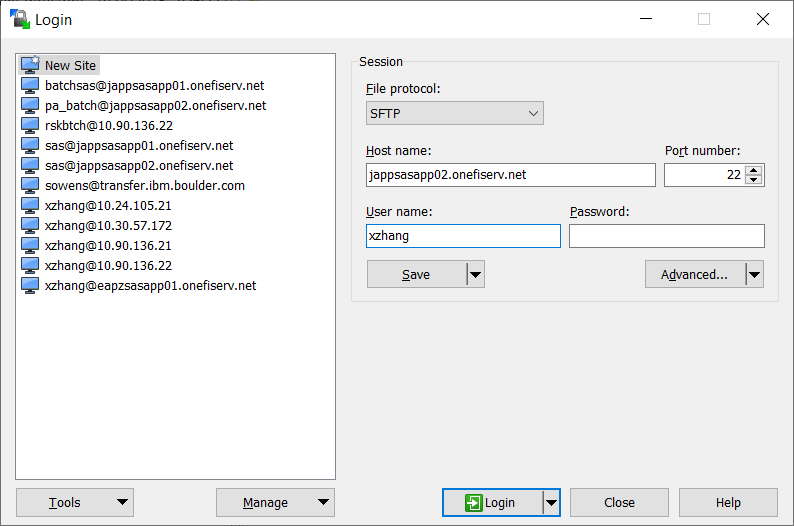 Login
New Site
batchsas@jappsasapp01.onefiserv.net
pa_batch@jappsasapp02.onefiserv.net
rskbtch@10.90.136.22
sas@jappsasapp01.onefiserv.net
sas@jappsasapp02.onefiserv.net
sowens@transfer.ibm.boulder.com
xzhang@10.24.105.21
xzhang@10.30.57.172
xzhang@10.90.136.21
xzhang@10.90.136.22
xzhang@eapzsasapp01.onefiserv.net
Session
File protocol:
SFTP
Host name: Port number:
jappsasapp02.onefiserv.net 22
User name: Password:
xzhang
Save Advanced...
Tools Manage Login Close Help